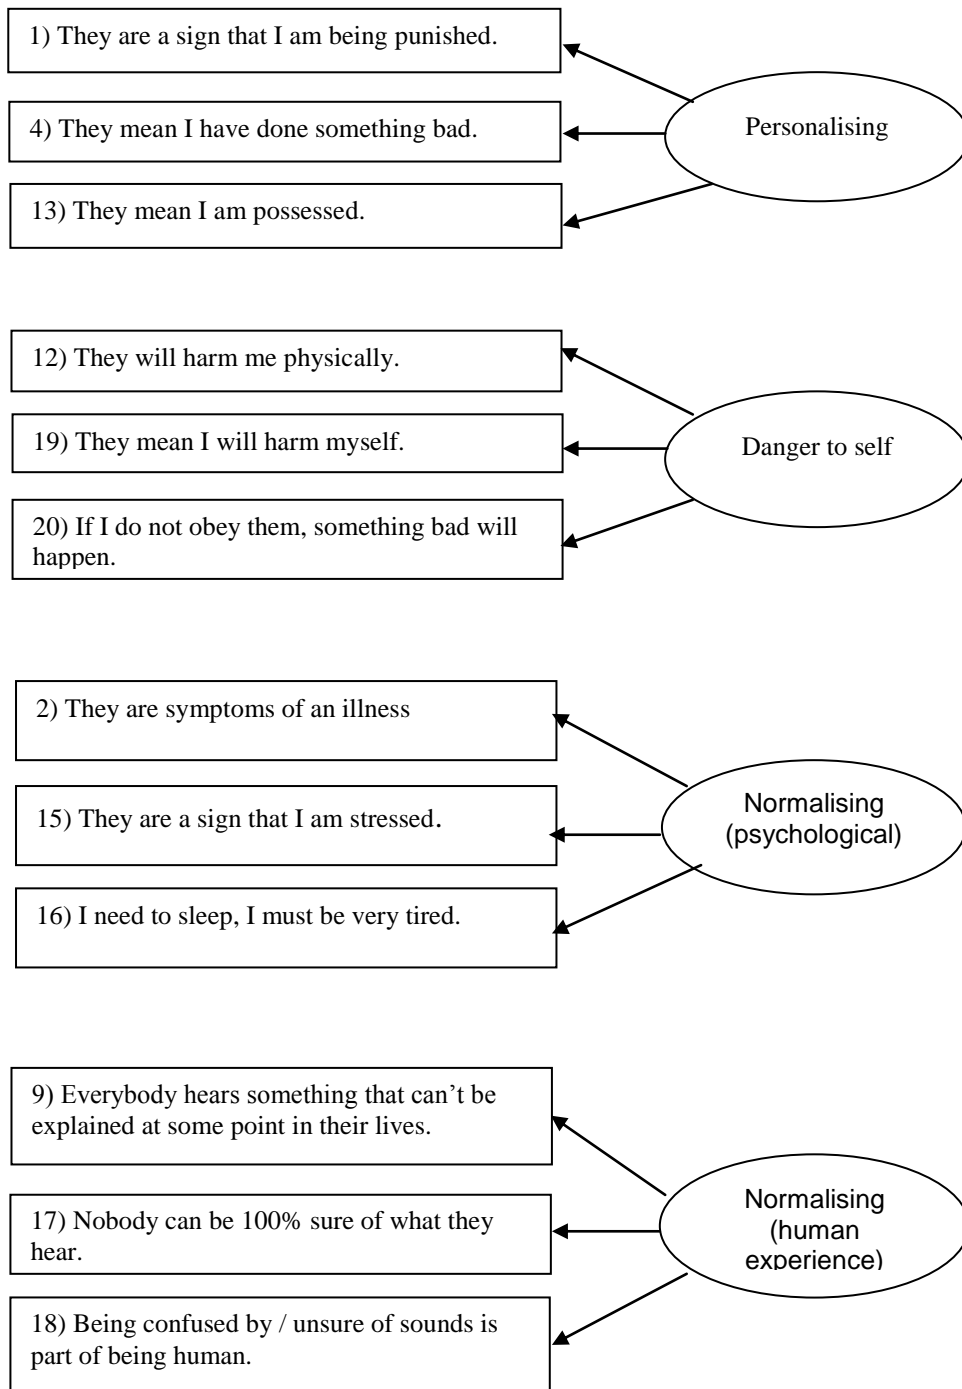 1) They are a sign that I am being punished.
4) They mean I have done something bad.
13) They mean I am possessed.
Personalising
12) They will harm me physically.
19) They mean I will harm myself.
20) If I do not obey them, something bad will
happen.
Danger to self
2) They are symptoms of an illness
15) They are a sign that I am stressed.
16) I need to sleep, I must be very tired.
Normalising
(psychological)
9) Everybody hears something that can’t be
explained at some point in their lives.
17) Nobody can be 100% sure of what they
hear.
18) Being confused by / unsure of sounds is
part of being human.
Normalising
(human
experience)